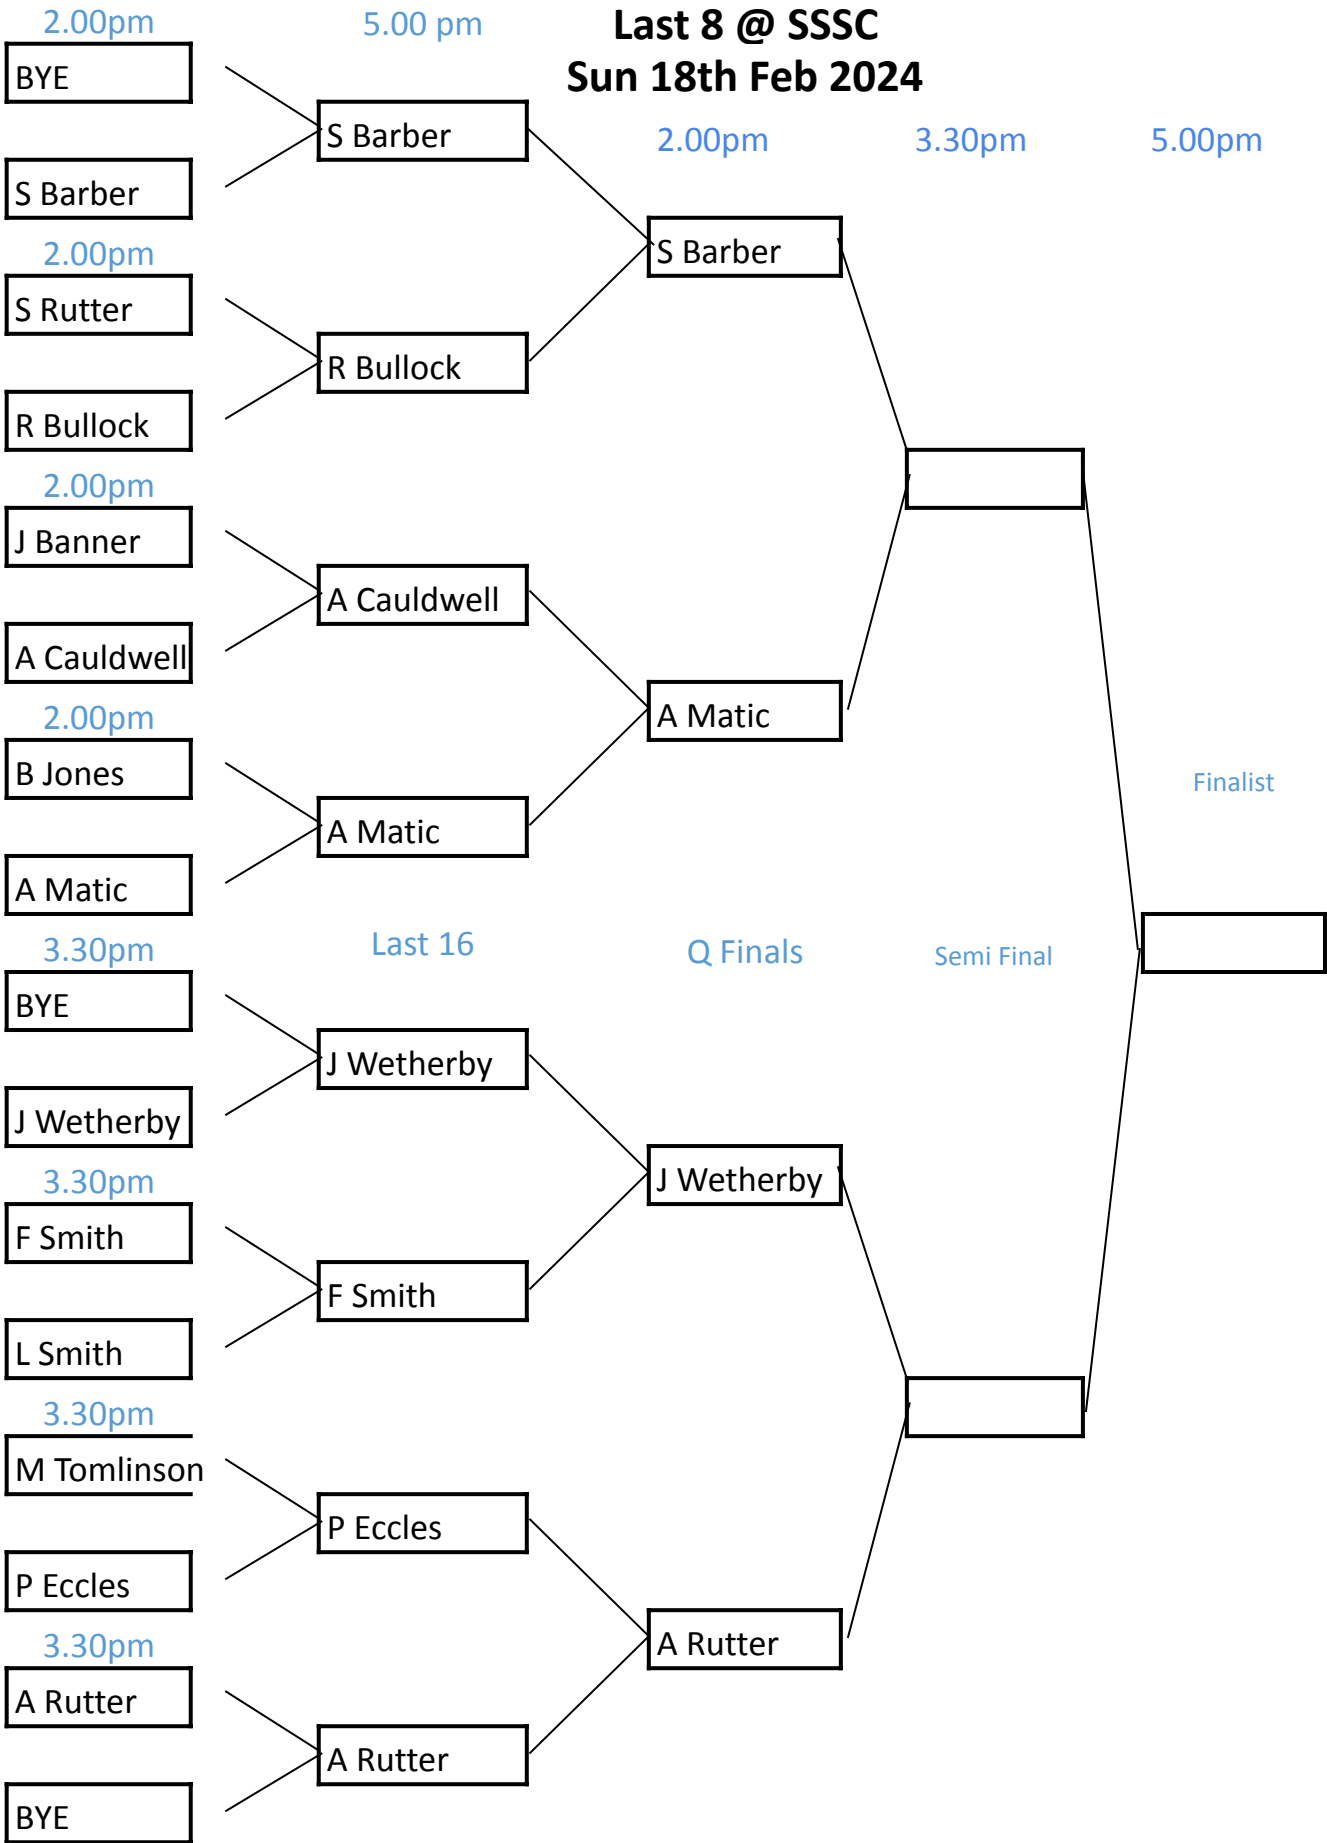 2.00pm
5.00 pm
Last 8 @ SSSC
Sun 18th Feb 2024
BYE
S Barber
2.00pm
3.30pm
5.00pm
S Barber
2.00pm
S Barber
S Rutter
R Bullock
R Bullock
2.00pm
J Banner
A Cauldwell
A Cauldwell
2.00pm
A Matic
B Jones
Finalist
A Matic
A Matic
3.30pm
Last 16
Q Finals
Semi Final
BYE
J Wetherby
J Wetherby
3.30pm
J Wetherby
F Smith
F Smith
L Smith
3.30pm
M Tomlinson
P Eccles
P Eccles
3.30pm
A Rutter
A Rutter
A Rutter
BYE